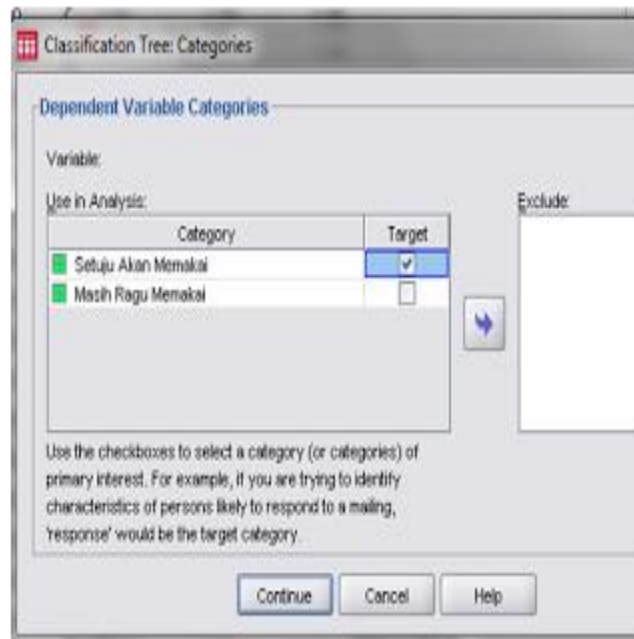 Classification Tree: Categories
Dependent Variable Categories
Variable:
Use in Analysis:
Exclude:
Category Target
Setuju Akan Memakai
Masih Ragu Memakai
Use the checkboxes to select a category (or categories) of
primary interest. For example, if you are trying to identify
characteristics of persons likely to respond to a mailing,
'response' would be the target category.
Continue Cancel Help